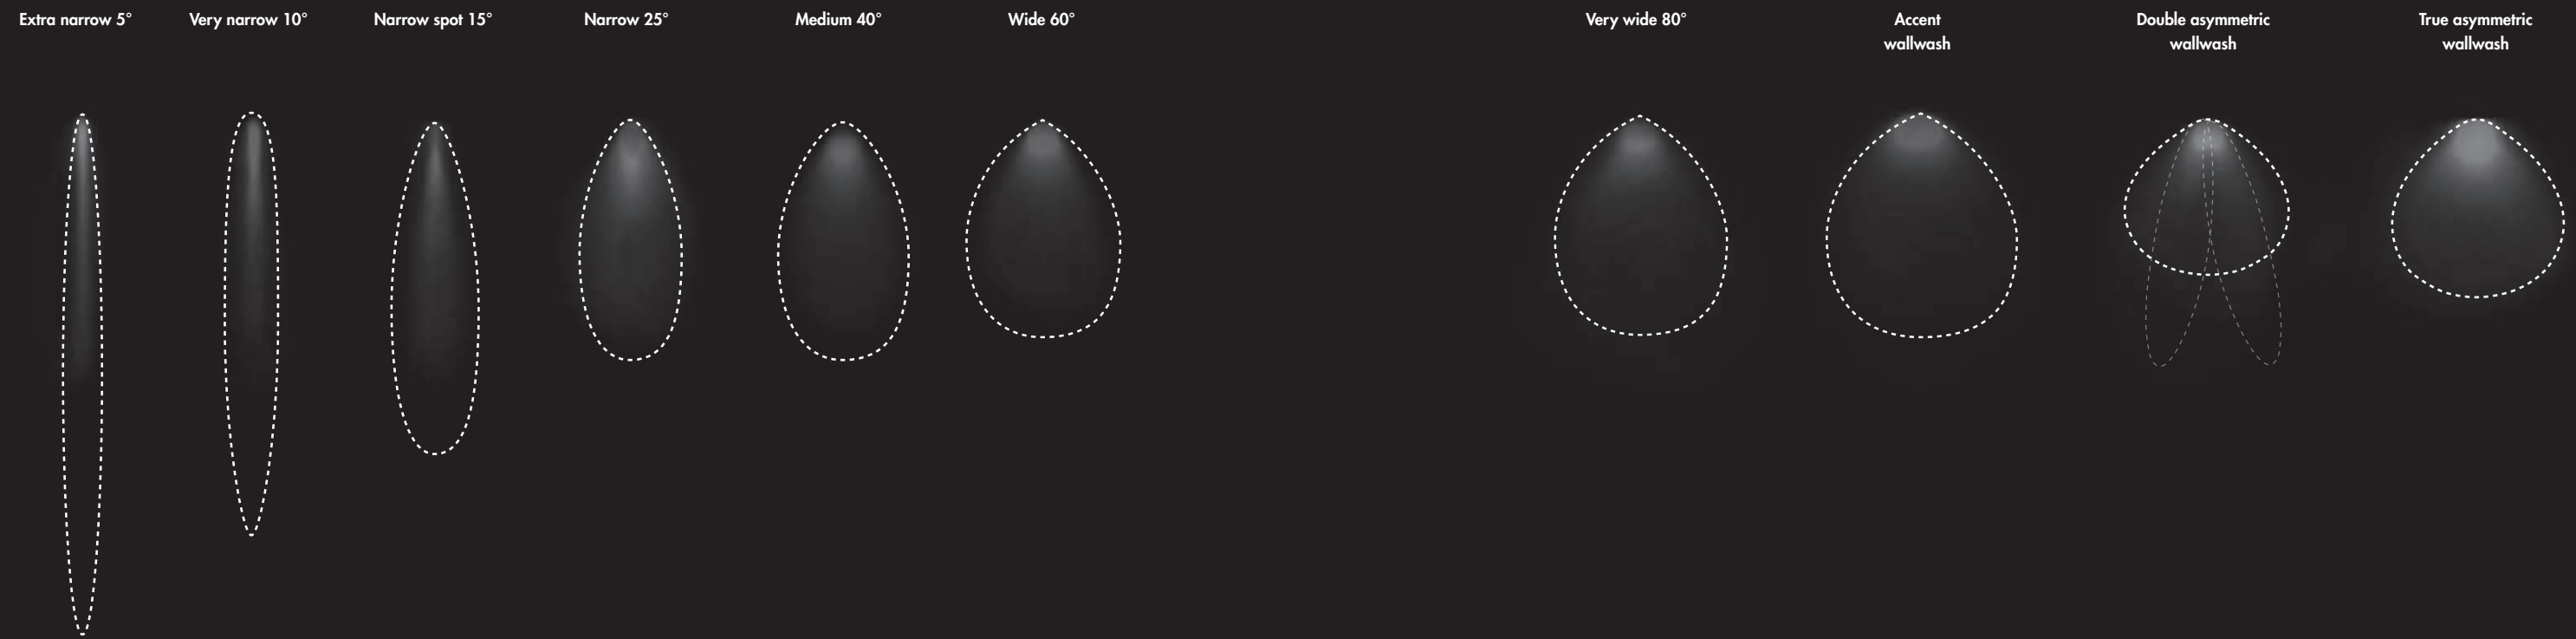 Extra narrow 5°
Very narrow 10°
Narrow spot 15°
Narrow 25°
Medium 40°
Wide 60°
Very wide 80°
Accent
wallwash
Double asymmetric
wallwash
True asymmetric
wallwash